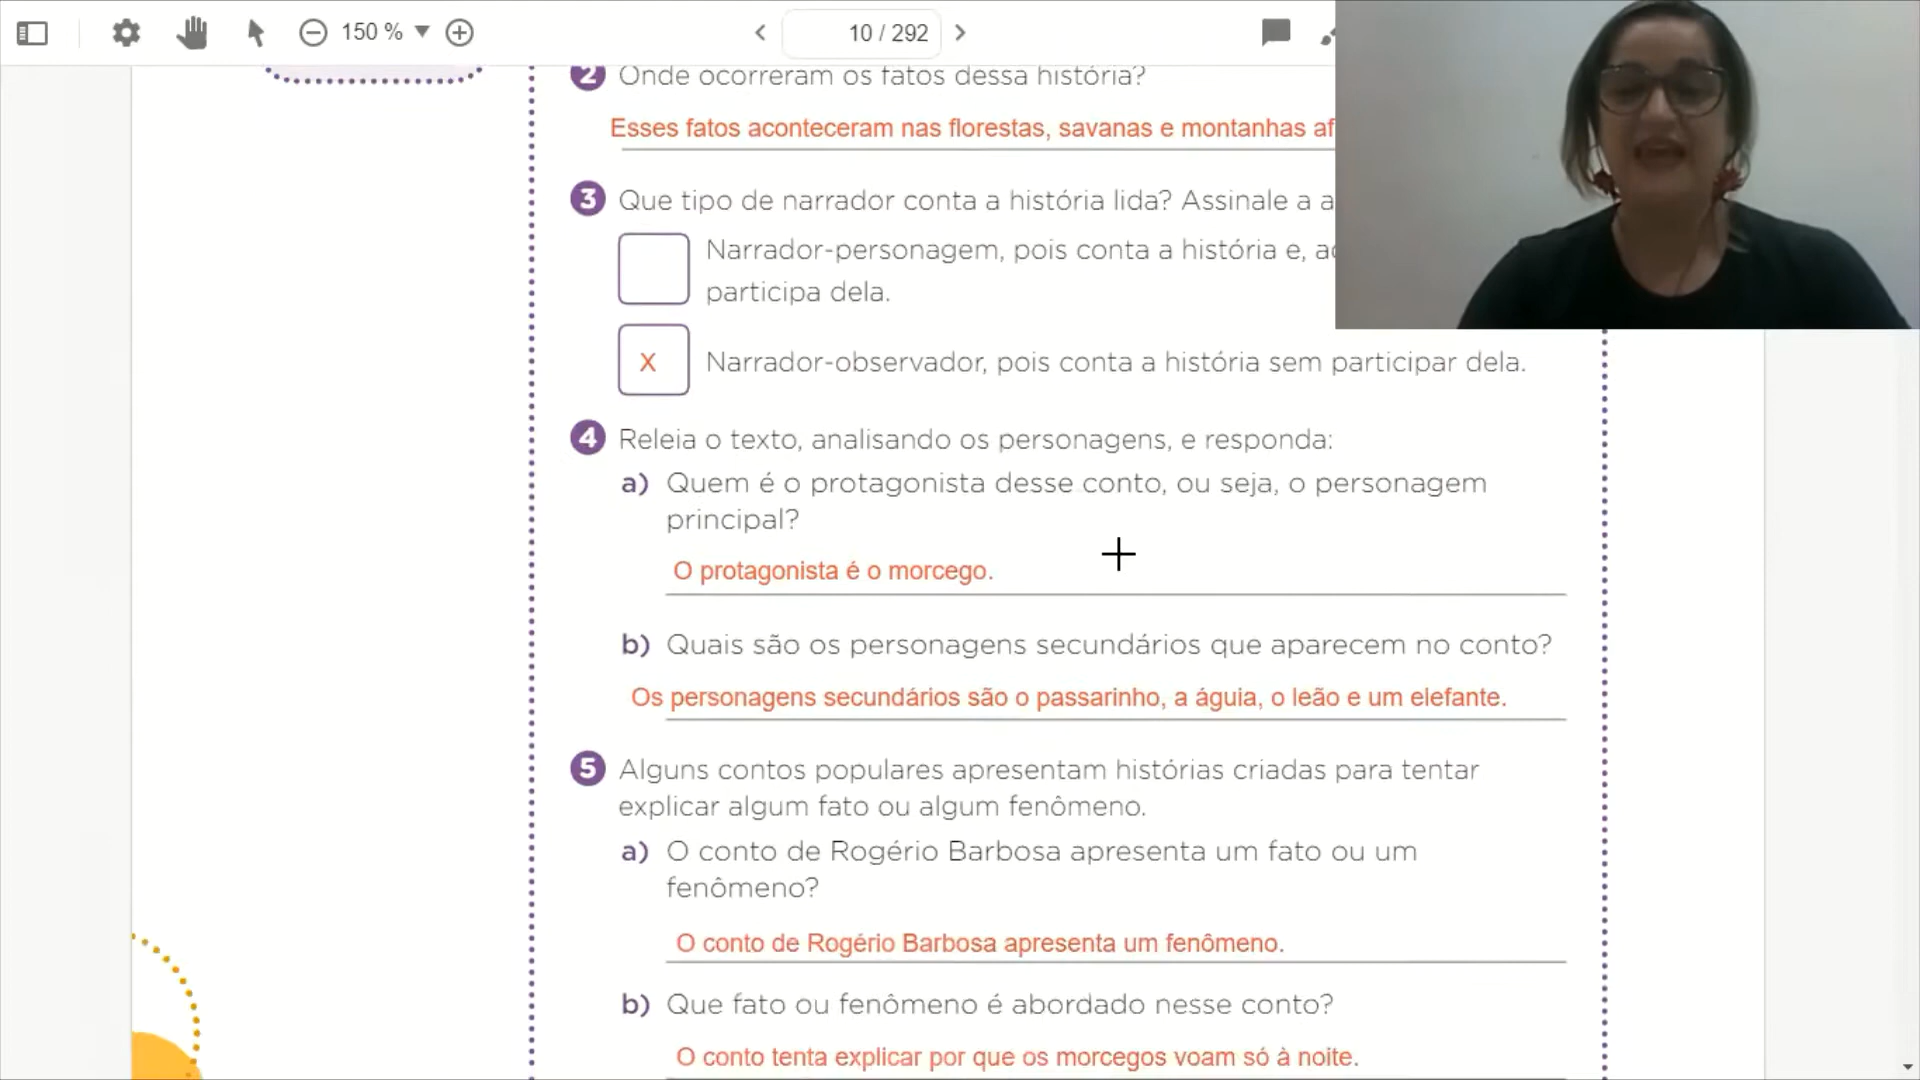 150 %
10 / 292
2 Onde ocorreram os fatos dessa história?
Esses fatos aconteceram nas florestas, savanas e montanhas
3 Que tipo de narrador conta a história lida? Assinale a
Narrador-personagem, pois conta a história e,
participa dela.
X Narrador-observador, pois conta a história sem participar dela.
4 Releia o texto, analisando os personagens, e responda:
a) Quem é o protagonista desse conto, ou seja, o personagem
principal?
O protagonista é o morcego.
b) Quais são os personagens secundários que aparecem no conto?
Os personagens secundários são o passarinho, a águia, o leão e um elefante.
5 Alguns contos populares apresentam histórias criadas para tentar
explicar algum fato ou algum fenômeno.
a) O conto de Rogério Barbosa apresenta um fato ou um
fenômeno?
O conto de Rogério Barbosa apresenta um fenômeno.
b) Que fato ou fenômeno é abordado nesse conto?
O conto tenta explicar por que os morcegos voam só à noite.